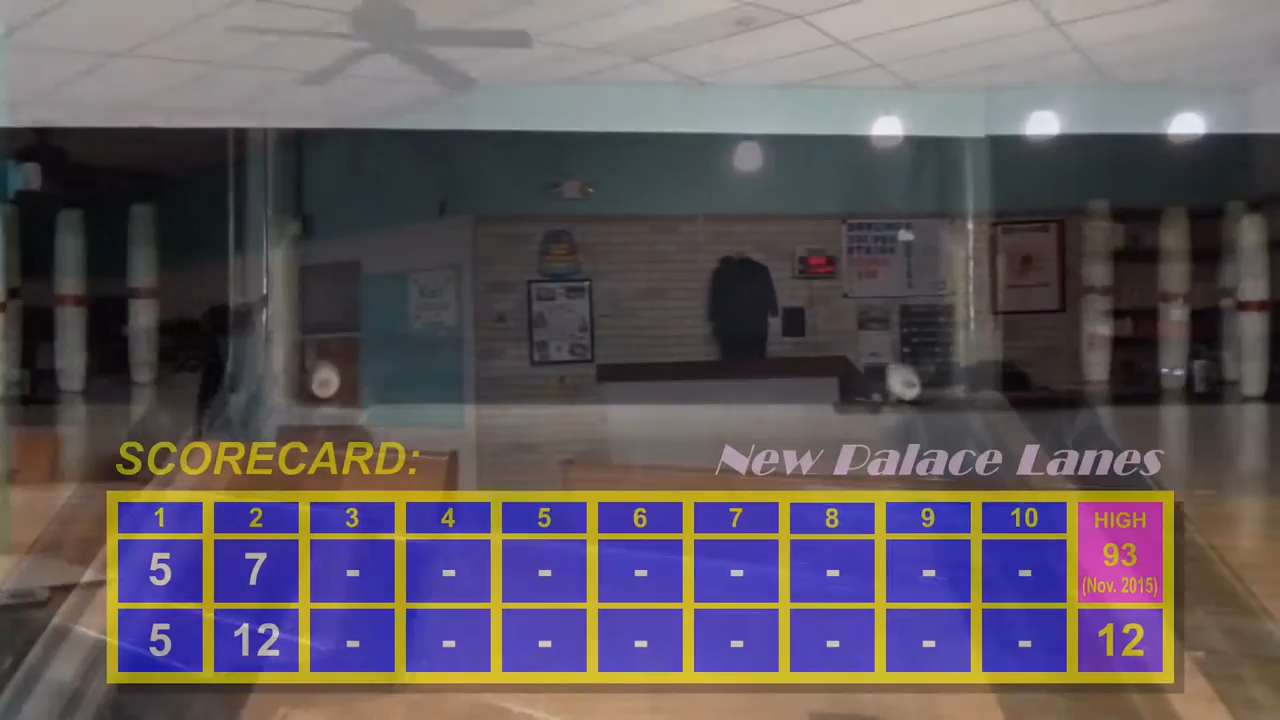 SCORECARD:
New Palace Lanes
1 2 3 4 5 6 7 8 9 10 HIGH
93
(Nov. 2015)
5 7 - - - - - - - -
5 12 - - - - - - - - 12